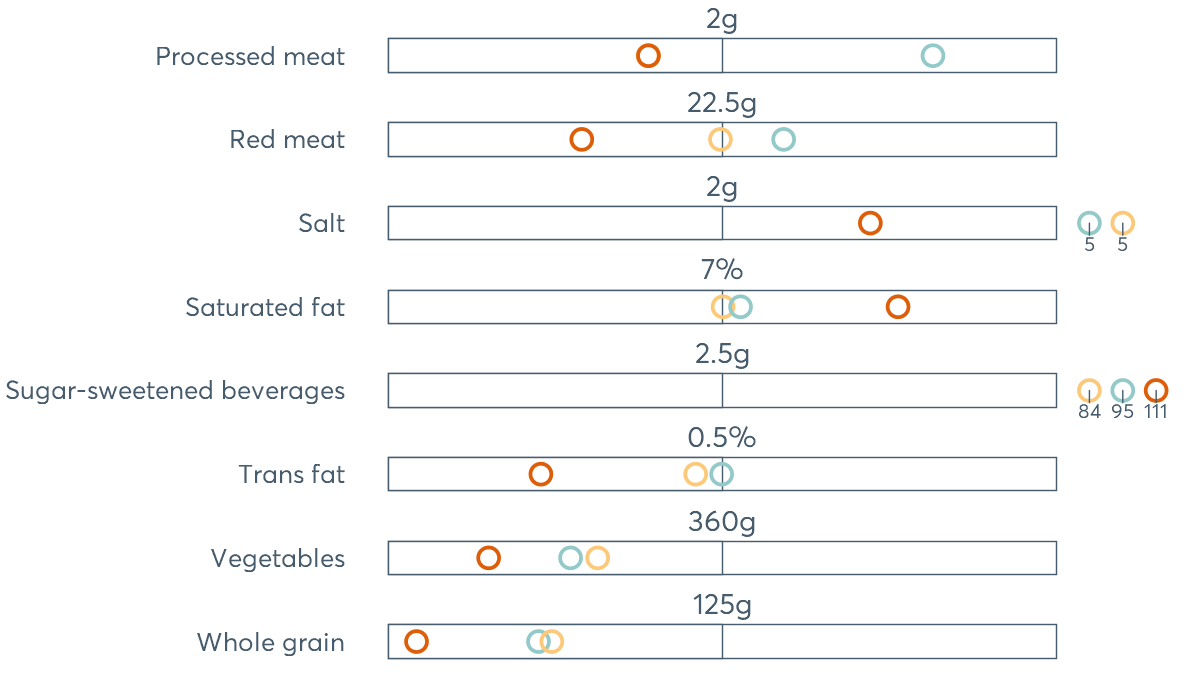 2g
Processed meat
22.5g
Red meat
2g
Salt
5 5
7%
Saturated fat
2.5g
Sugar-sweetened beverages
84 95 111
0.5%
Trans fat
360g
Vegetables
125g
Whole grain